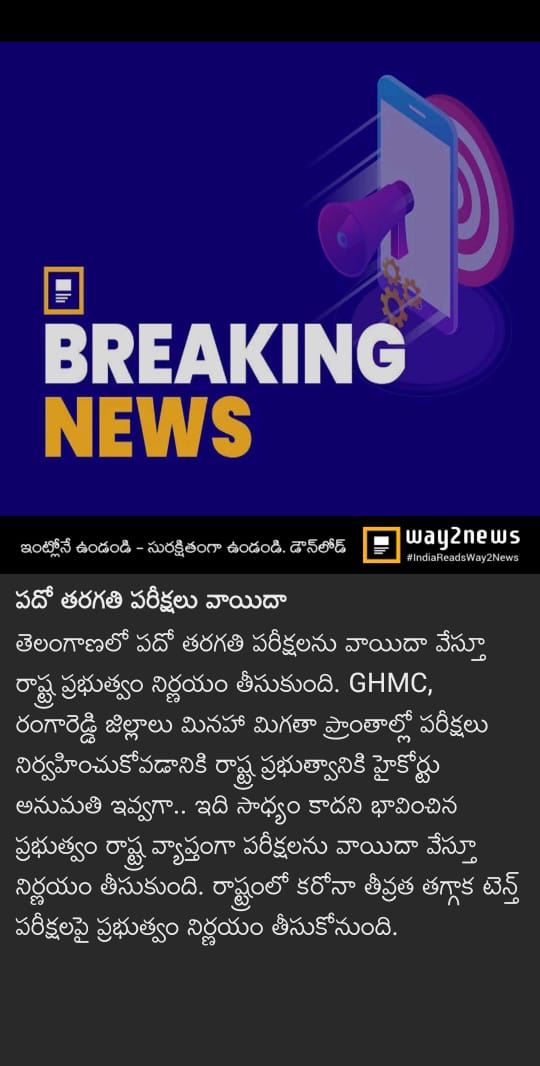 BREAKING
NEWS
ఇంట్లోనే ఉండండి – సురక్షితంగా ఉండండి. డౌన్‌లోడ్
way2news
#IndiaReadsWay2News
పదో తరగతి పరీక్షలు వాయిదా
తెలంగాణలో పదో తరగతి పరీక్షలను వాయిదా వేస్తూ
రాష్ట్ర ప్రభుత్వం నిర్ణయం తీసుకుంది. GHMC,
రంగారెడ్డి జిల్లాలు మినహా మిగతా ప్రాంతాల్లో పరీక్షలు
నిర్వహించుకోవడానికి రాష్ట్ర ప్రభుత్వానికి హైకోర్టు
అనుమతి ఇవ్వగా.. ఇది సాధ్యం కాదని భావించిన
ప్రభుత్వం రాష్ట్ర వ్యాప్తంగా పరీక్షలను వాయిదా వేస్తూ
నిర్ణయం తీసుకుంది. రాష్ట్రంలో కరోనా తీవ్రత తగ్గాక టెన్త్
పరీక్షలపై ప్రభుత్వం నిర్ణయం తీసుకోనుంది.